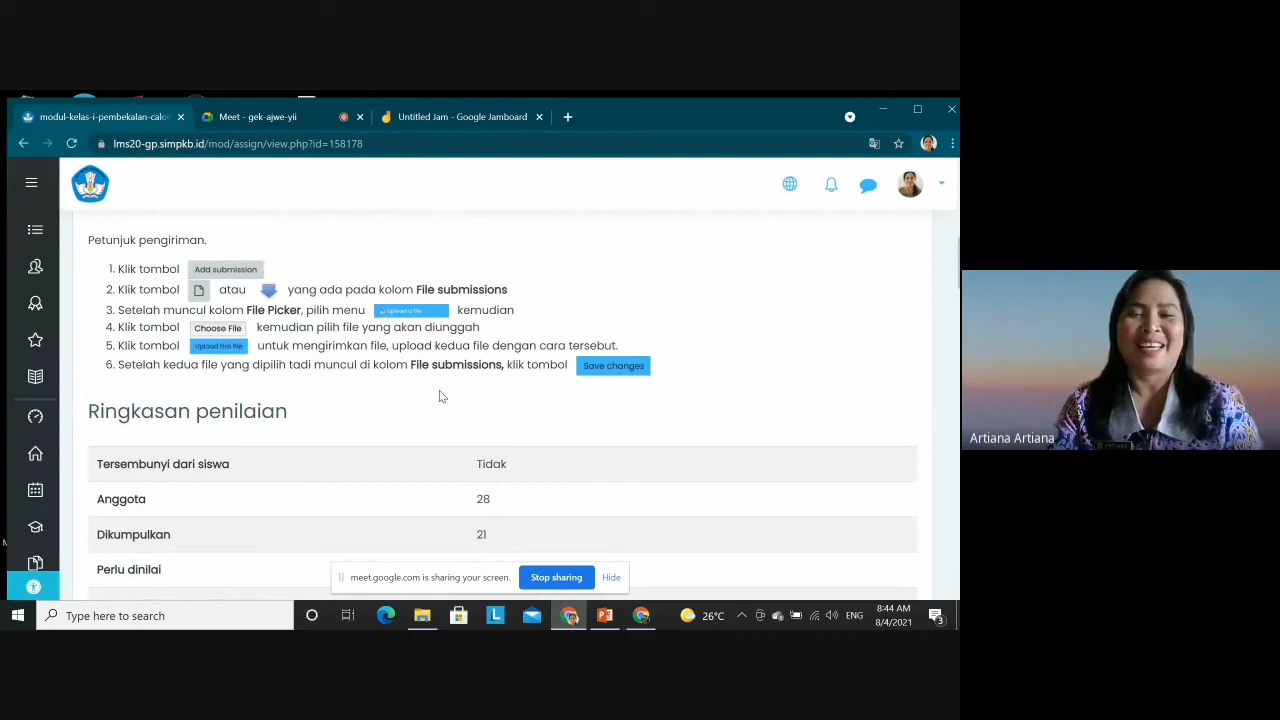 modul-kelas-i-pembekalan-calon
Meet - gek-ajwe-yii
Untitled Jam - Google Jamboard
lms20-gp.simpkb.id/mod/assign/view.php?id=158178
Petunjuk pengiriman.
1. Klik tombol Add submission
2. Klik tombol atau yang ada pada kolom File submissions
3. Setelah muncul kolom File Picker, pilih menu Upload a file kemudian
4. Klik tombol Choose File kemudian pilih file yang akan diunggah
5. Klik tombol Upload this file untuk mengirimkan file, upload kedua file dengan cara tersebut.
6. Setelah kedua file yang dipilih tadi muncul di kolom File submissions, klik tombol Save changes
Ringkasan penilaian
Tersembunyi dari siswa Tidak
Anggota 28
Dikumpulkan 21
Perlu dinilai
meet.google.com is sharing your screen. Stop sharing Hide
Artiana Artiana
Type here to search
26°C
ENG
8:44 AM
8/4/2021
3